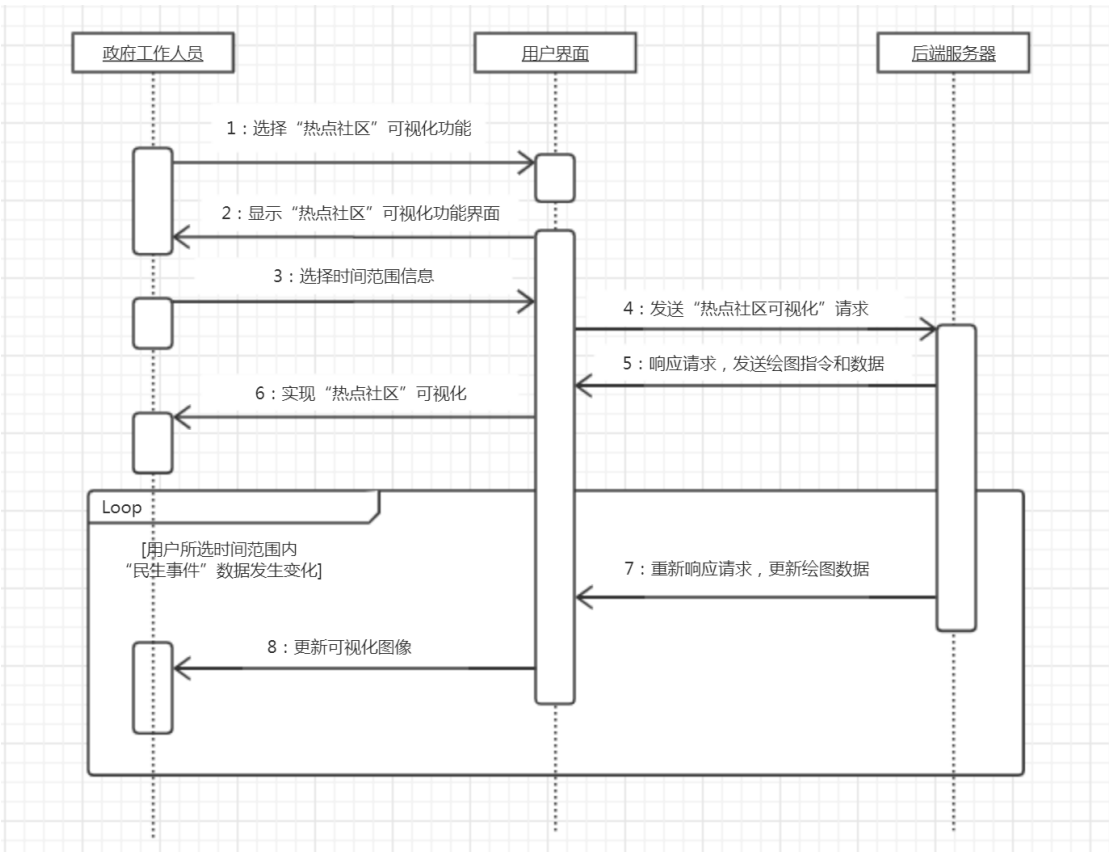 政府工作人员
用户界面
后端服务器
1：选择“热点社区”可视化功能
2：显示“热点社区”可视化功能界面
3：选择时间范围信息
4：发送“热点社区可视化”请求
5：响应请求，发送绘图指令和数据
6：实现“热点社区”可视化
Loop
[用户所选时间范围内
“民生事件”数据发生变化]
7：重新响应请求，更新绘图数据
8：更新可视化图像